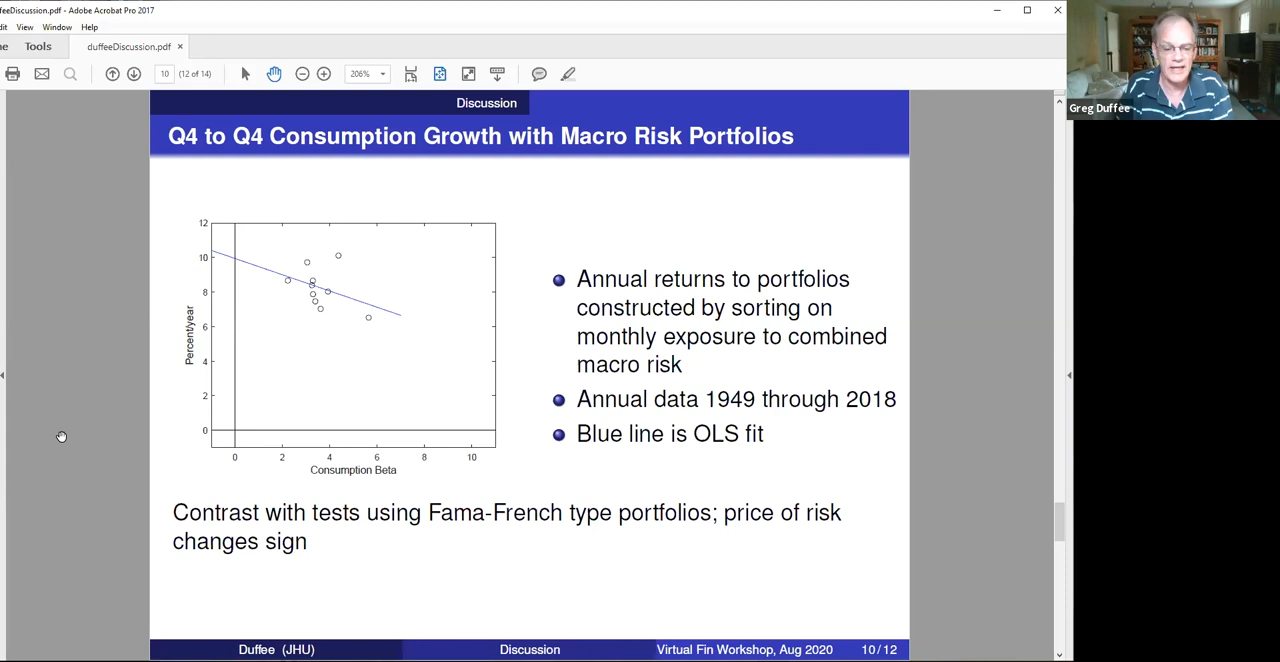 feeDiscussion.pdf - Adobe Acrobat Pro 2017
dit View Window Help
ne Tools duffeeDiscussion.pdf ×
10 (12 of 14) 206%
Greg Duffee
Discussion
Q4 to Q4 Consumption Growth with Macro Risk Portfolios
12
10
8
6
4
2
0
Percent/year
0 2 4 6 8 10
Consumption Beta
Annual returns to portfolios
constructed by sorting on
monthly exposure to combined
macro risk
Annual data 1949 through 2018
Blue line is OLS fit
Contrast with tests using Fama-French type portfolios; price of risk
changes sign
Duffee (JHU) Discussion Virtual Fin Workshop, Aug 2020 10/12